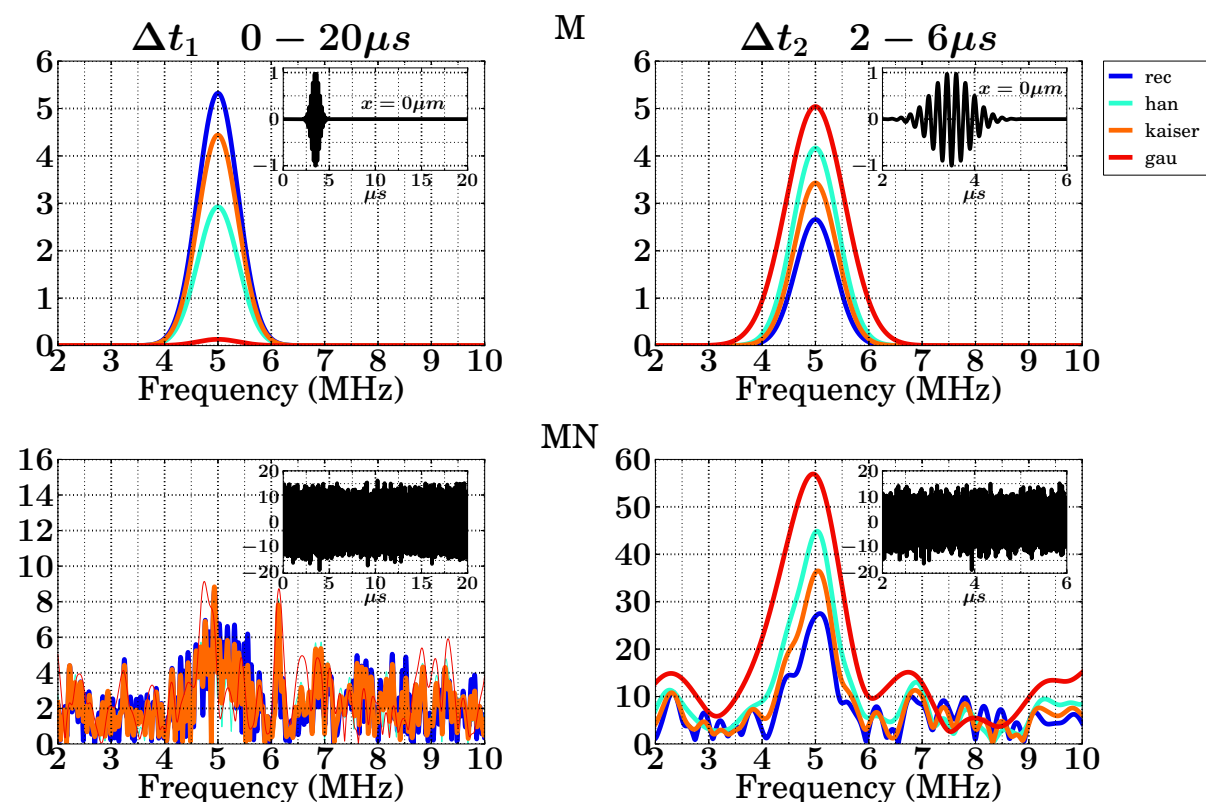 M
Δt₁ 0 − 20μs
Δt₂ 2 − 6μs
6
5
4
3
2
1
0
2 3 4 5 6 7 8 9 10
Frequency (MHz)
1
0
−1
x = 0μm
0 5 10 15 20
μs
6
5
4
3
2
1
0
2 3 4 5 6 7 8 9 10
Frequency (MHz)
1
0
−1
x = 0μm
2 4 6
μs
rec
han
kaiser
gau
MN
16
14
12
10
8
6
4
2
0
2 3 4 5 6 7 8 9 10
Frequency (MHz)
20
10
0
−10
−20
0 5 10 15 20
μs
60
50
40
30
20
10
0
2 3 4 5 6 7 8 9 10
Frequency (MHz)
20
10
0
−10
−20
2 4 6
μs